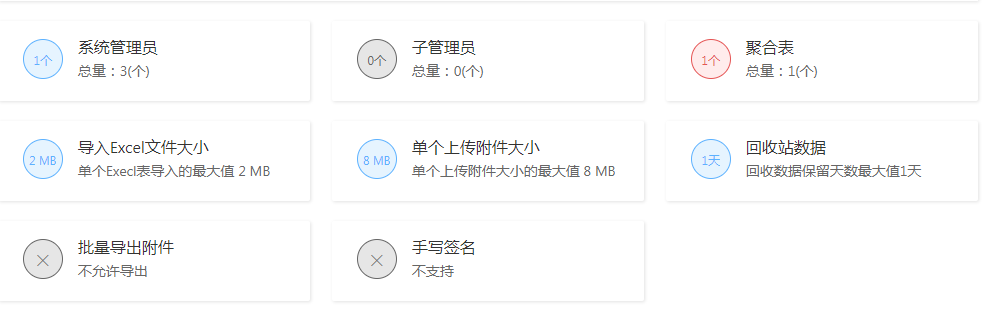 1个
系统管理员
总量：3(个)
0个
子管理员
总量：0(个)
1个
聚合表
总量：1(个)
2 MB
导入Excel文件大小
单个Execl表导入的最大值 2 MB
8 MB
单个上传附件大小
单个上传附件大小的最大值 8 MB
1天
回收站数据
回收数据保留天数最大值1天
批量导出附件
不允许导出
手写签名
不支持